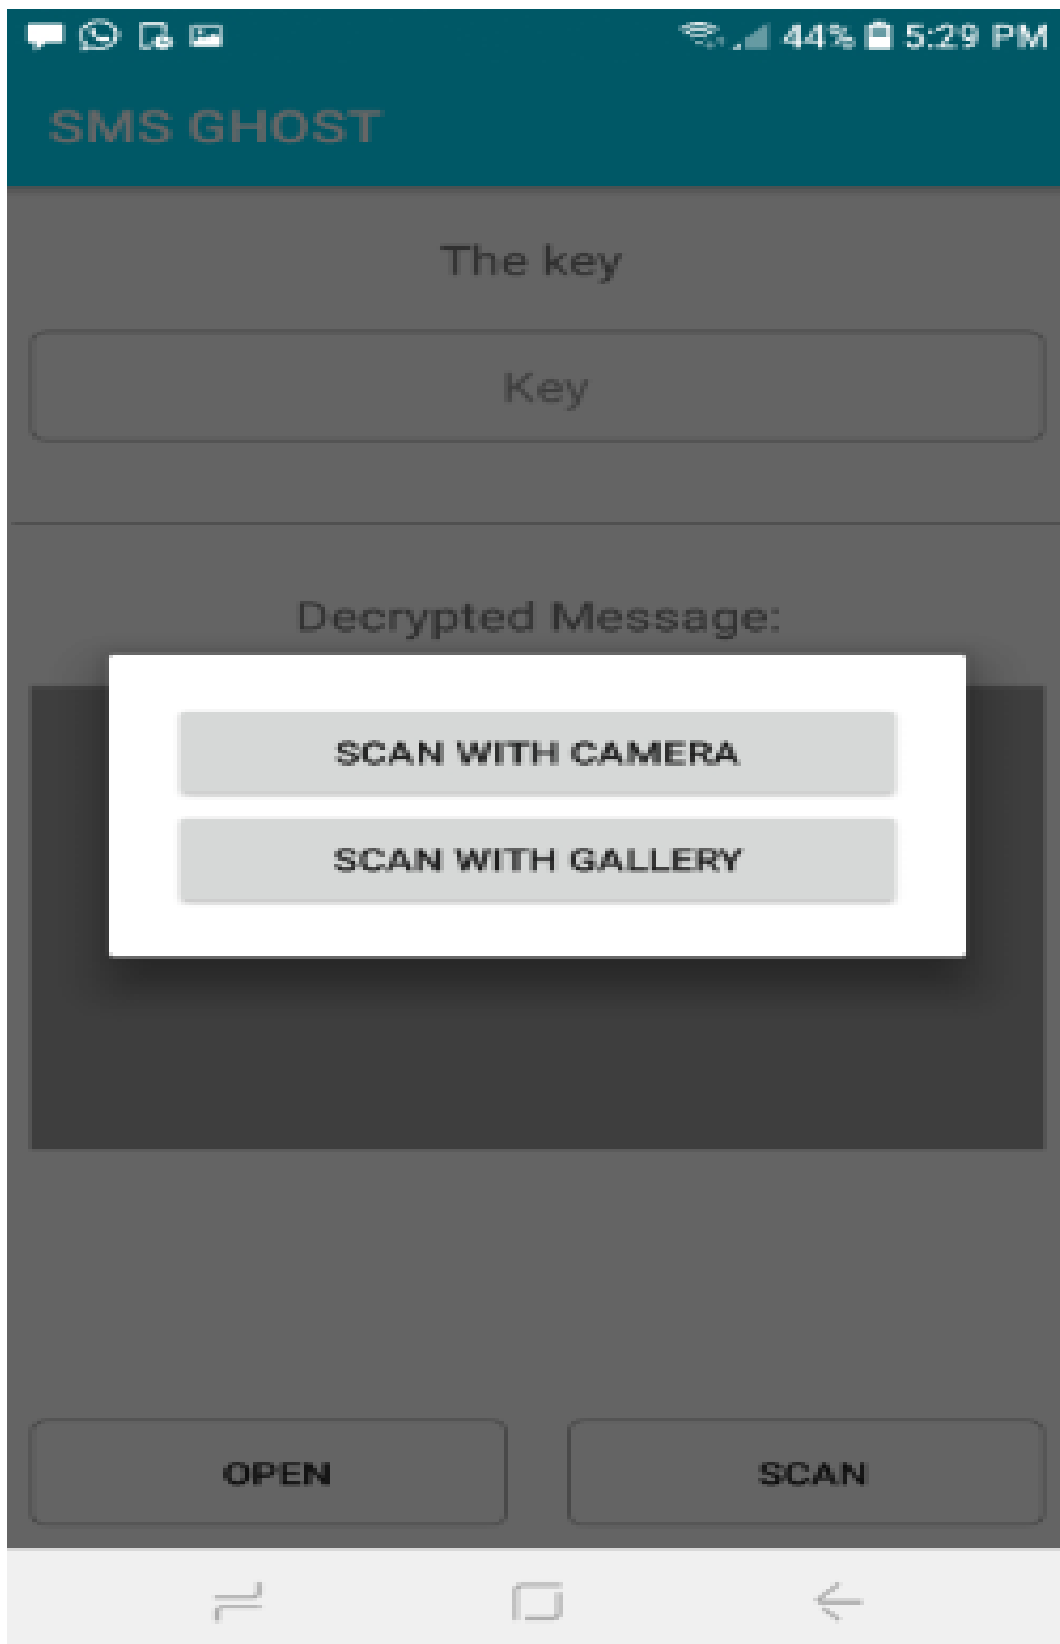 44% 5:29 PM
SMS GHOST
The key
Key
Decrypted Message:
SCAN WITH CAMERA
SCAN WITH GALLERY
OPEN SCAN